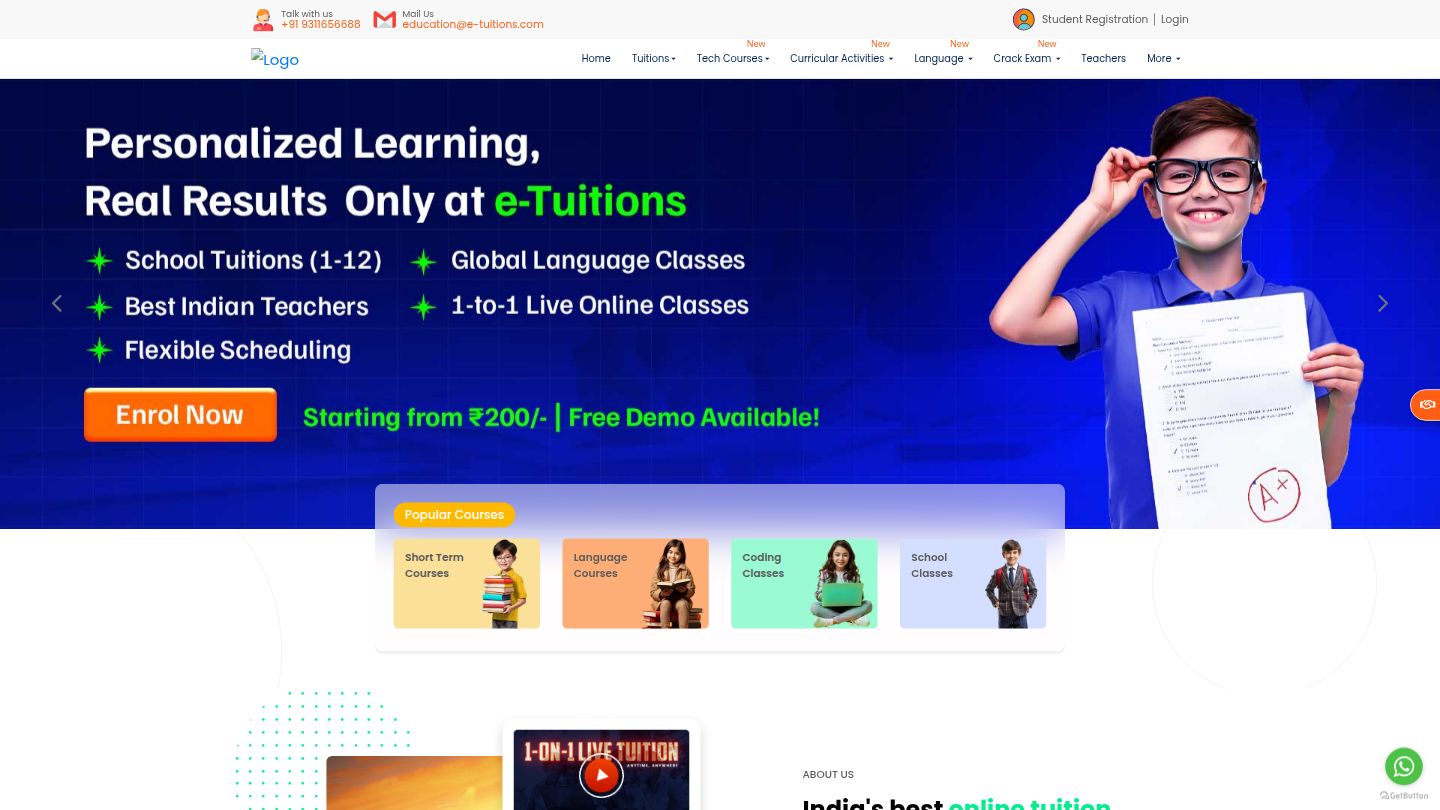 Talk with us
+91 9311656688
Mail Us
education@e-tuitions.com
Student Registration | Login
Logo
Home
Tuitions
New
Tech Courses
New
Curricular Activities
New
Language
New
Crack Exam
Teachers
More
Personalized Learning,
Real Results Only at e-Tuitions
School Tuitions (1-12)
Global Language Classes
Best Indian Teachers
1-to-1 Live Online Classes
Flexible Scheduling
Enrol Now
Starting from ₹200/- | Free Demo Available!
A+
Popular Courses
Short Term
Courses
Language
Courses
Coding
Classes
School
Classes
1-ON-1 LIVE TUITION
ANYTIME, ANYWHERE
ABOUT US
India's best online tuition
GetButton